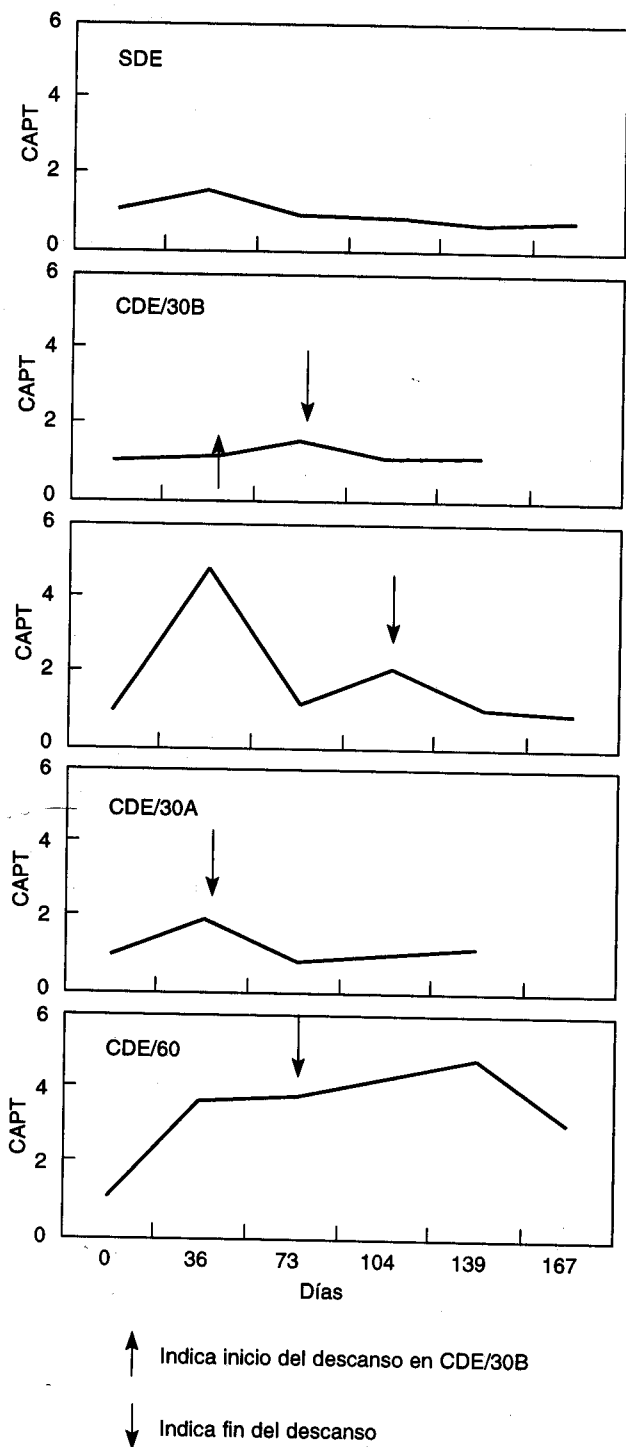 6
SDE
4
CAPT
2
0
6
CDE/30B
4
CAPT
2
0
6
4
CAPT
2
0
6
CDE/30A
4
CAPT
2
0
6
CDE/60
4
CAPT
2
0
0 36 73 104 139 167
Días
Indica inicio del descanso en CDE/30B
Indica fin del descanso